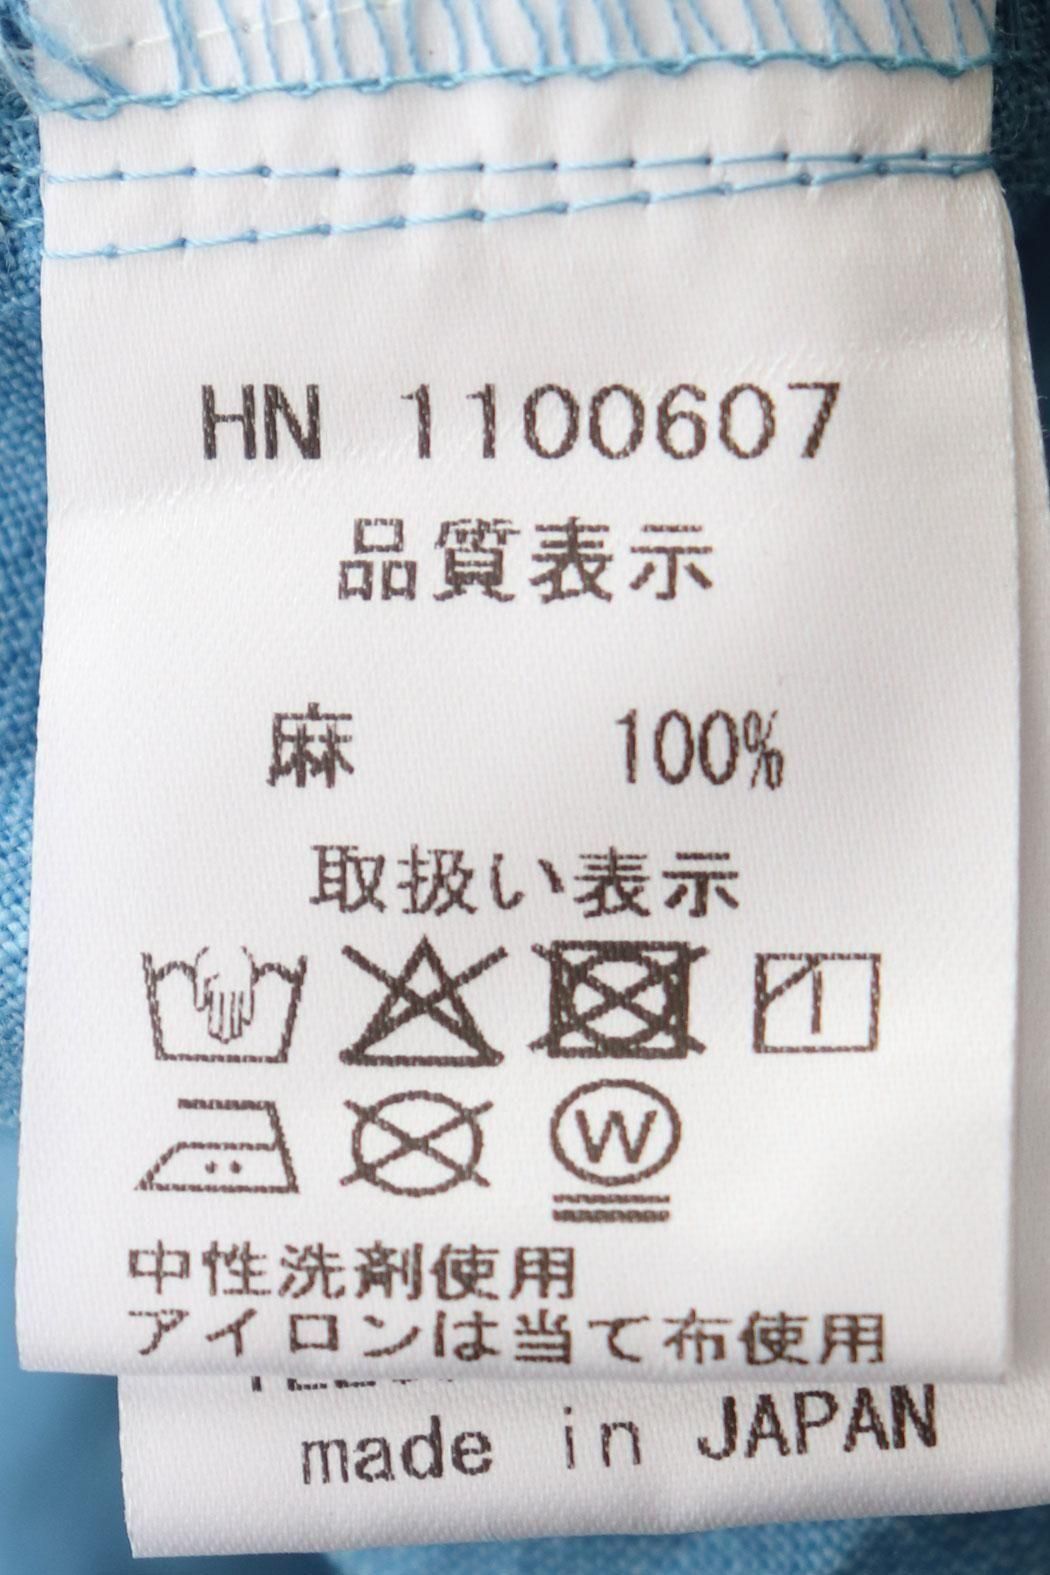 HN 1100607
品質表示
麻 100%
取扱い表示
W
中性洗剤使用
アイロンは当て布使用
made in JAPAN